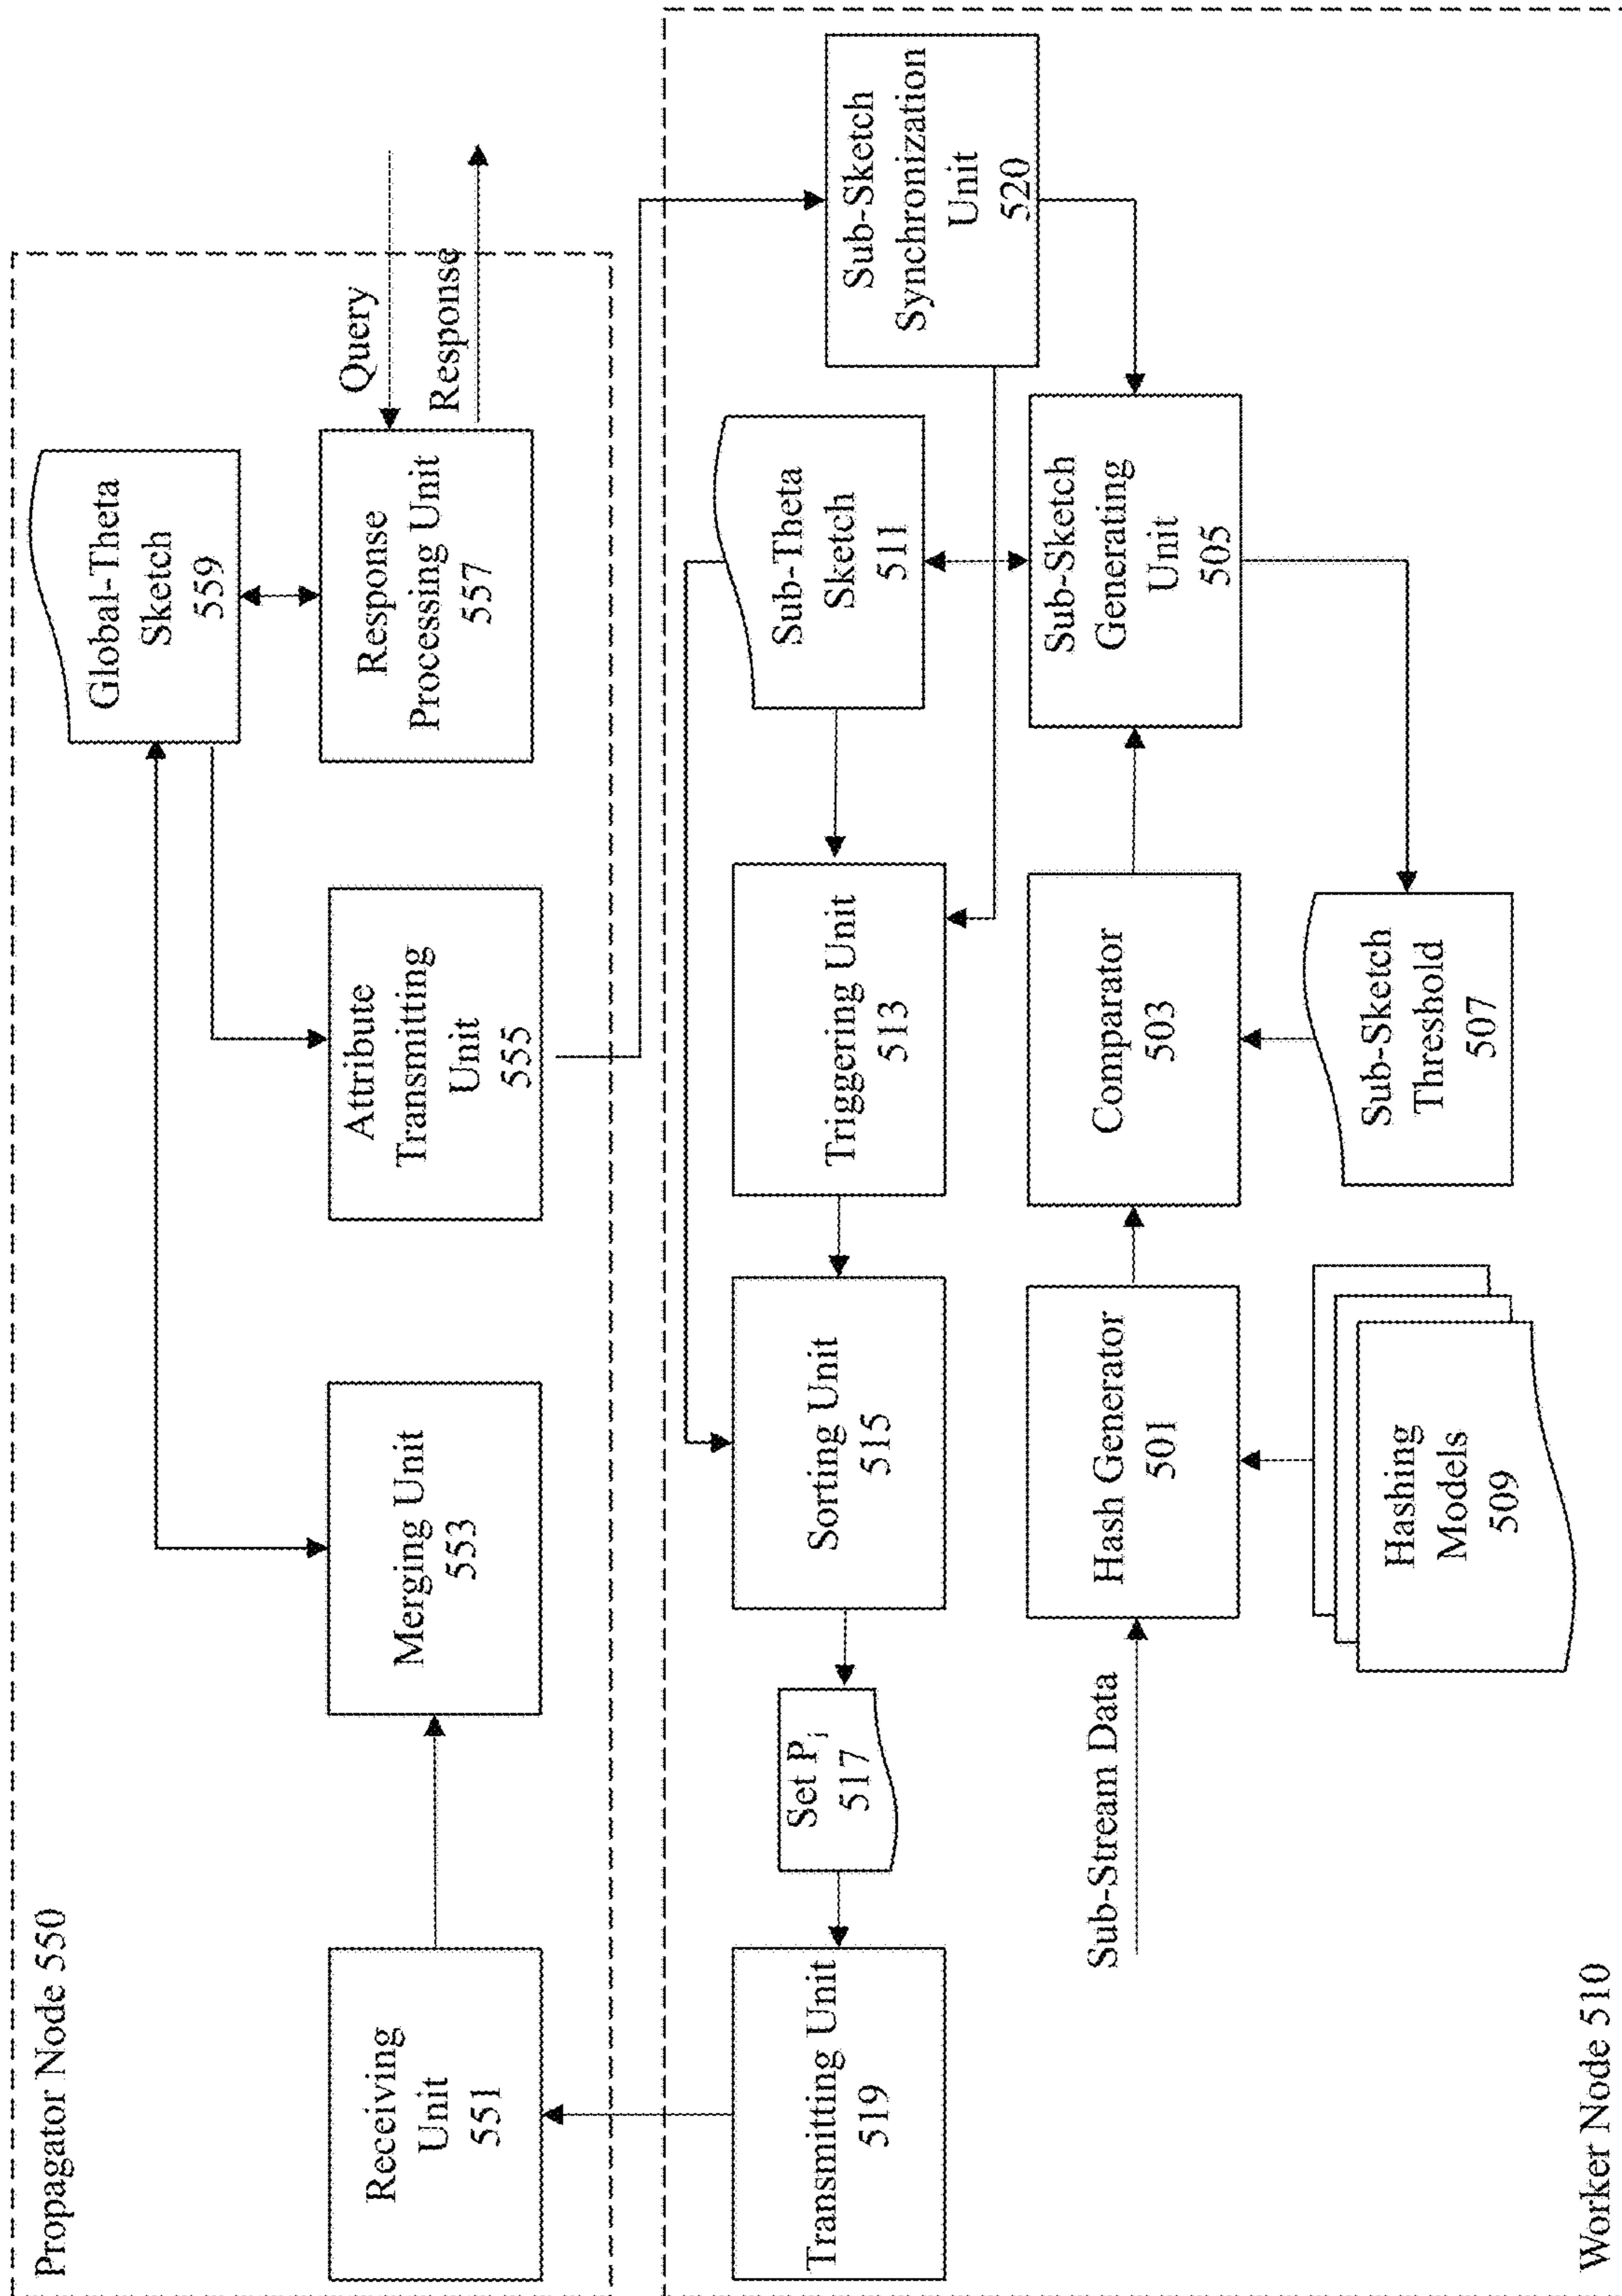 Propagator Node 550
Receiving
Unit
551
Merging Unit
553
Attribute
Transmitting
Unit
555
Global-Theta
Sketch
559
Response
Processing Unit
557
Query
Response
Transmitting Unit
519
Set Pj
517
Sorting Unit
515
Triggering Unit
513
Sub-Theta
Sketch
511
Sub-Sketch
Synchronization
Unit
520
Sub-Stream Data
Hash Generator
501
Comparator
503
Sub-Sketch
Generating
Unit
505
Hashing
Models
509
Sub-Sketch
Threshold
507
Worker Node 510